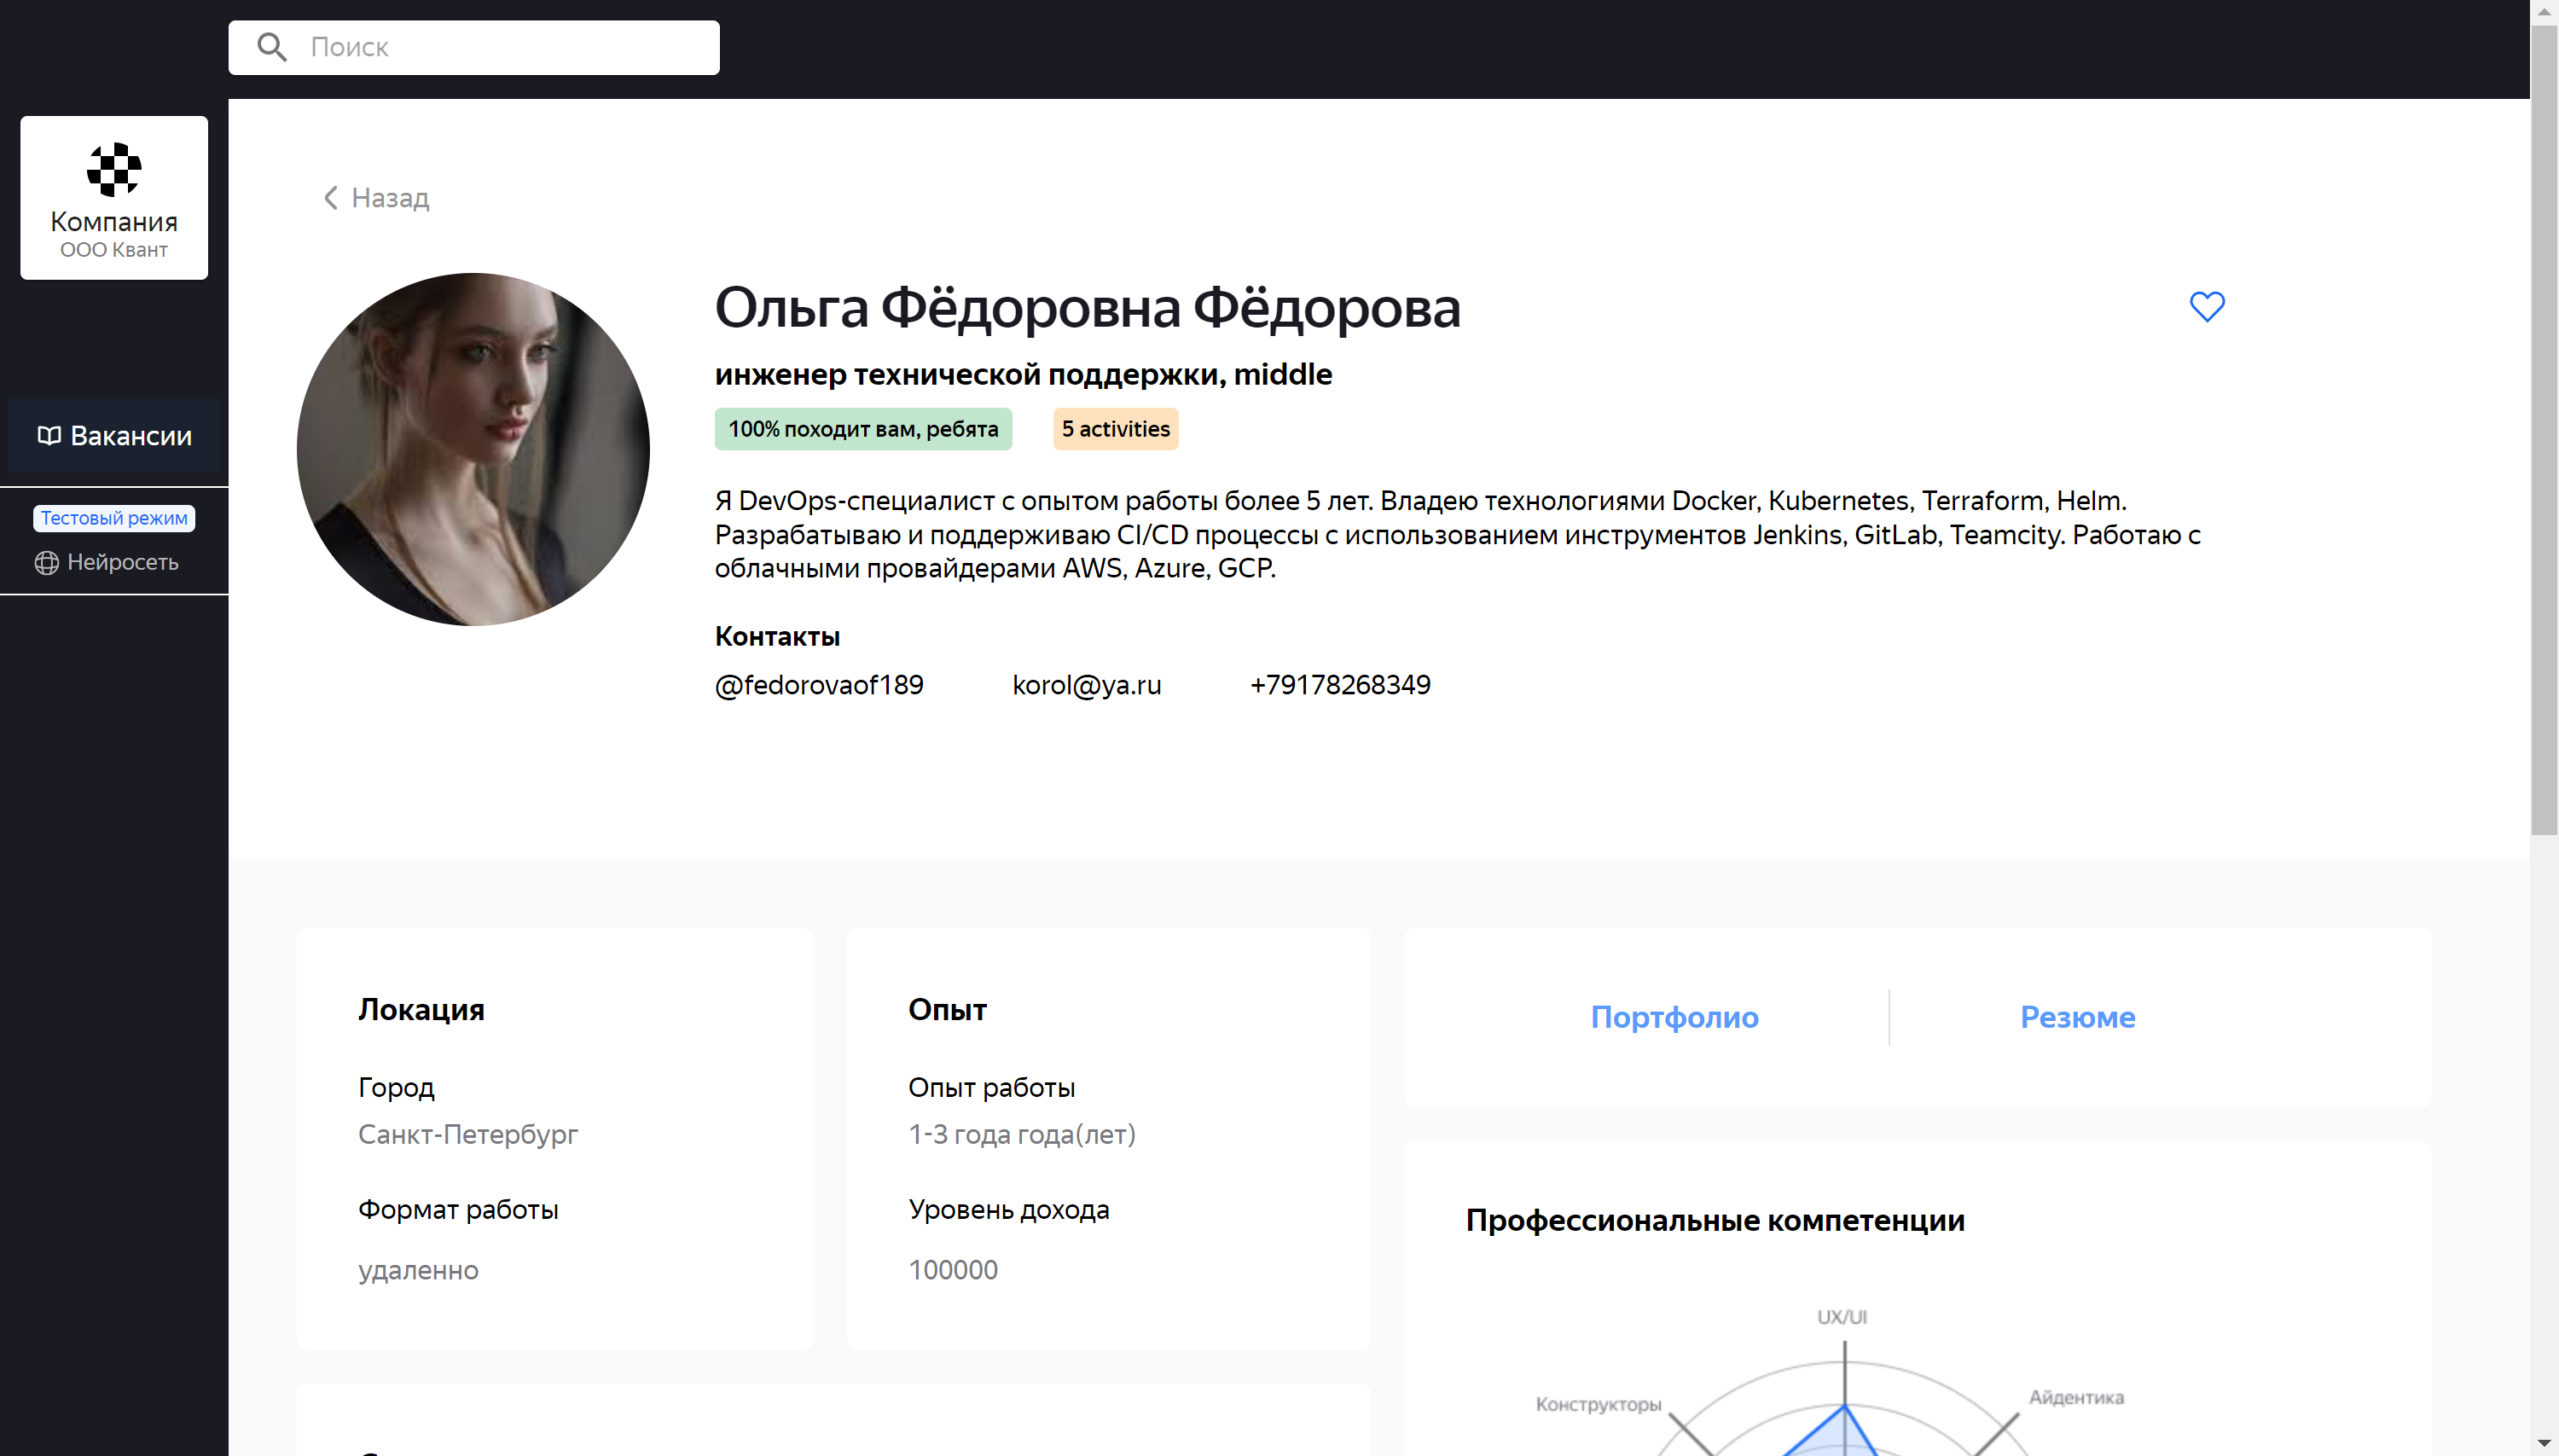 Поиск
Компания
ООО Квант
Вакансии
Тестовый режим
Нейросеть
Назад
Ольга Фёдоровна Фёдорова
инженер технической поддержки, middle
100% походит вам, ребята
5 activities
Я DevOps-специалист с опытом работы более 5 лет. Владею технологиями Docker, Kubernetes, Terraform, Helm.
Разрабатываю и поддерживаю CI/CD процессы с использованием инструментов Jenkins, GitLab, Teamcity. Работаю с
облачными провайдерами AWS, Azure, GCP.
Контакты
@fedorovaof189 korol@ya.ru +79178268349
Локация
Город
Санкт-Петербург
Формат работы
удаленно
Опыт
Опыт работы
1-3 года года(лет)
Уровень дохода
100000
Портфолио
Резюме
Профессиональные компетенции
UX/UI
Конструкторы
Айдентика